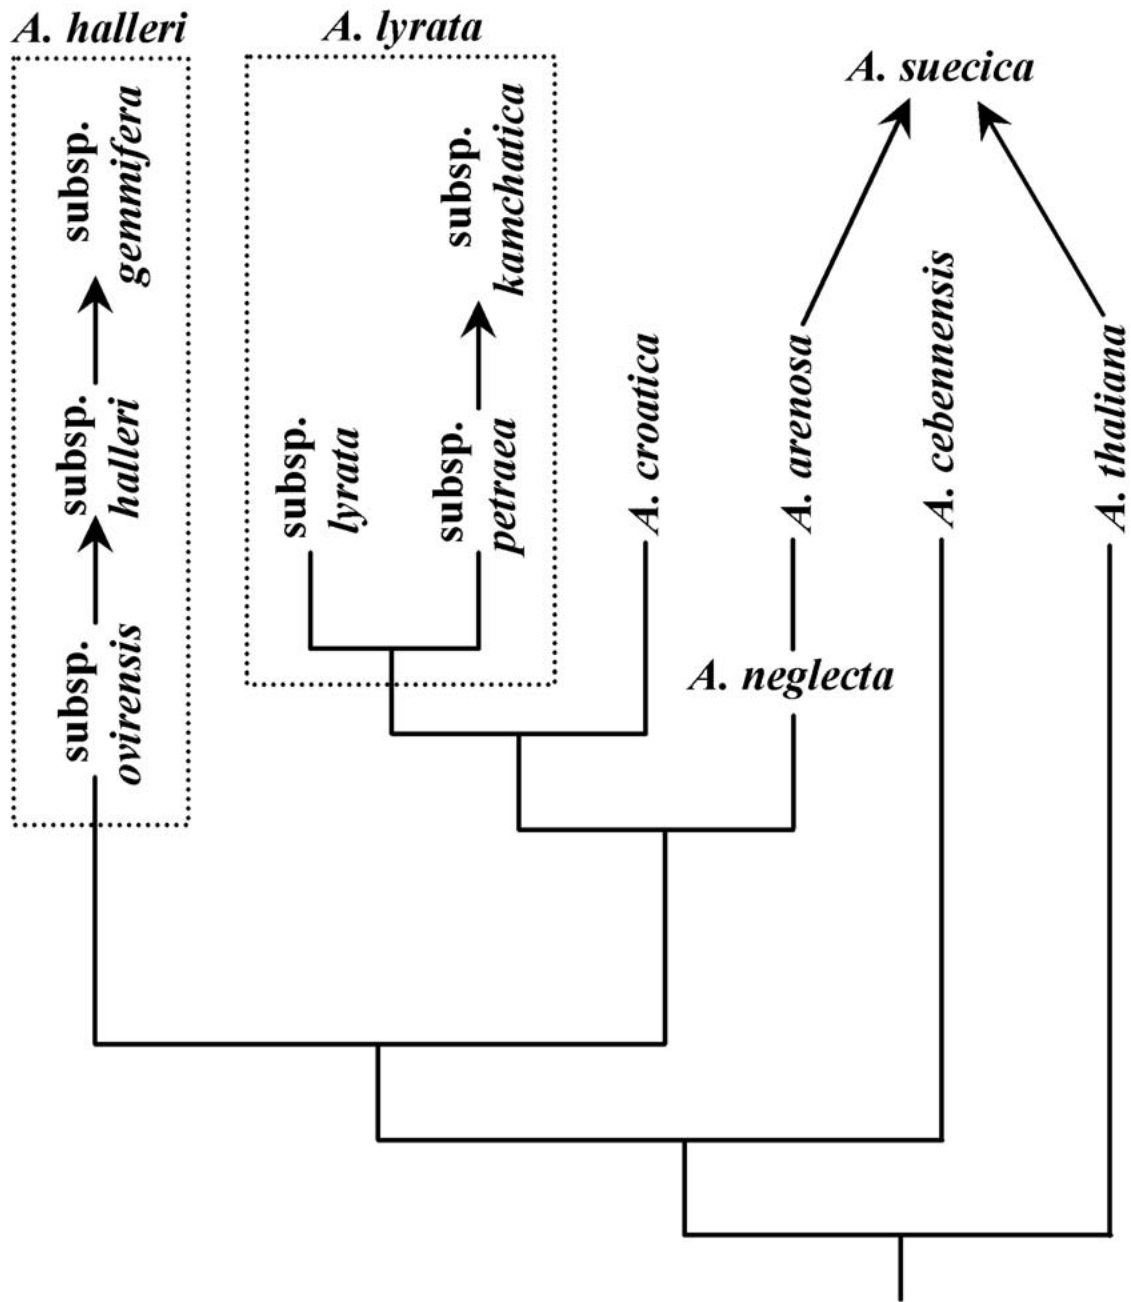 A. halleri
A. lyrata
A. suecica
subsp.
gemmifera
subsp.
kamchatica
subsp.
halleri
subsp.
lyrata
subsp.
petraea
A. croatica
A. arenosa
A. cebennensis
A. thaliana
subsp.
ovirensis
A. neglecta